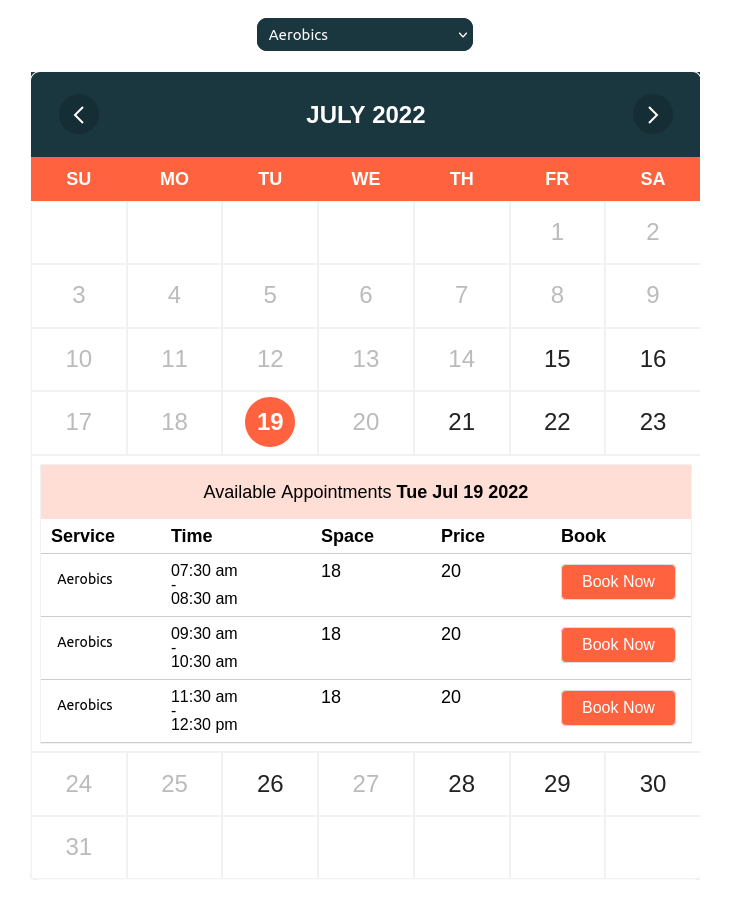 Aerobics
JULY 2022
SU MO TU WE TH FR SA
1 2
3 4 5 6 7 8 9
10 11 12 13 14 15 16
17 18 19 20 21 22 23
Available Appointments Tue Jul 19 2022
Service Time Space Price Book
Aerobics 07:30 am - 08:30 am 18 20 Book Now
Aerobics 09:30 am - 10:30 am 18 20 Book Now
Aerobics 11:30 am - 12:30 pm 18 20 Book Now
24 25 26 27 28 29 30
31